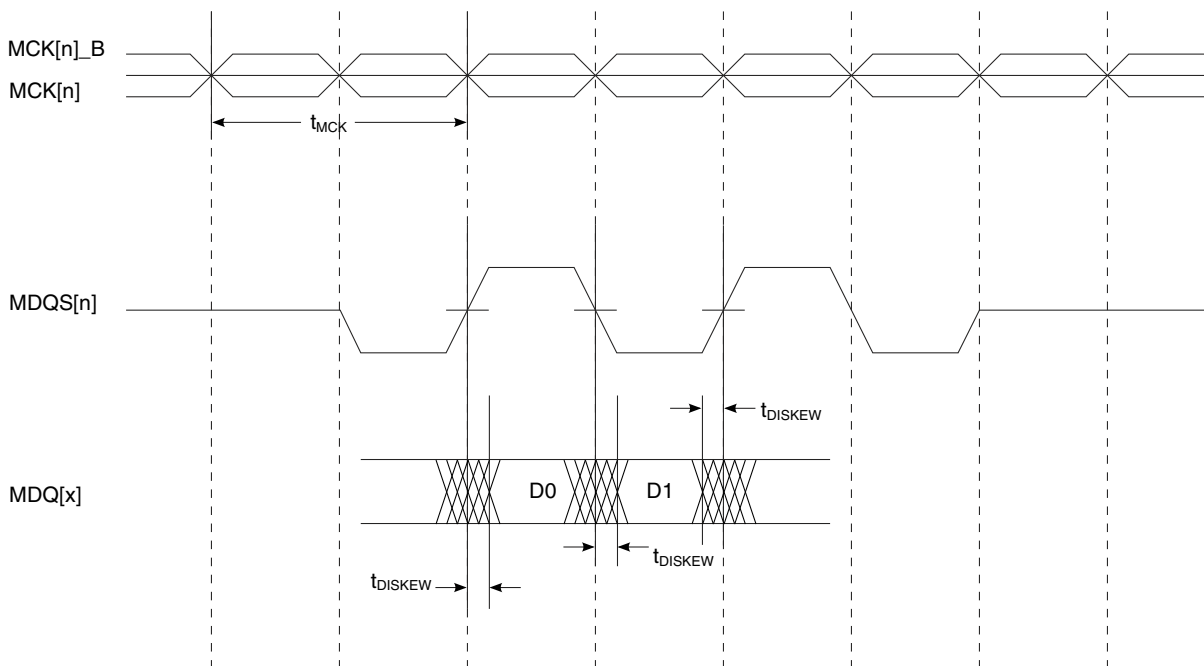 MCK[n]_B
MCK[n]
tMCK
MDQS[n]
tDISKEW
MDQ[x]
D0
D1
tDISKEW
tDISKEW